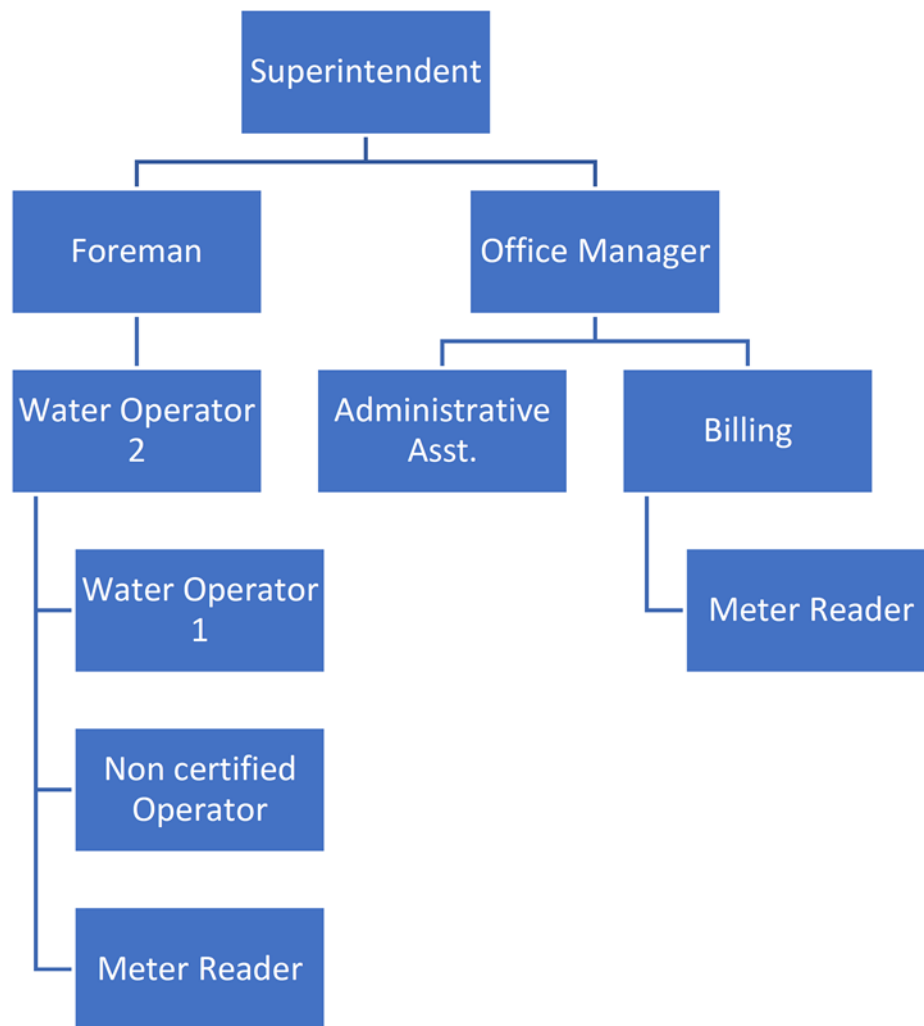 Superintendent
Foreman
Office Manager
Water Operator
2
Administrative
Asst.
Billing
Water Operator
1
Meter Reader
Non certified
Operator
Meter Reader